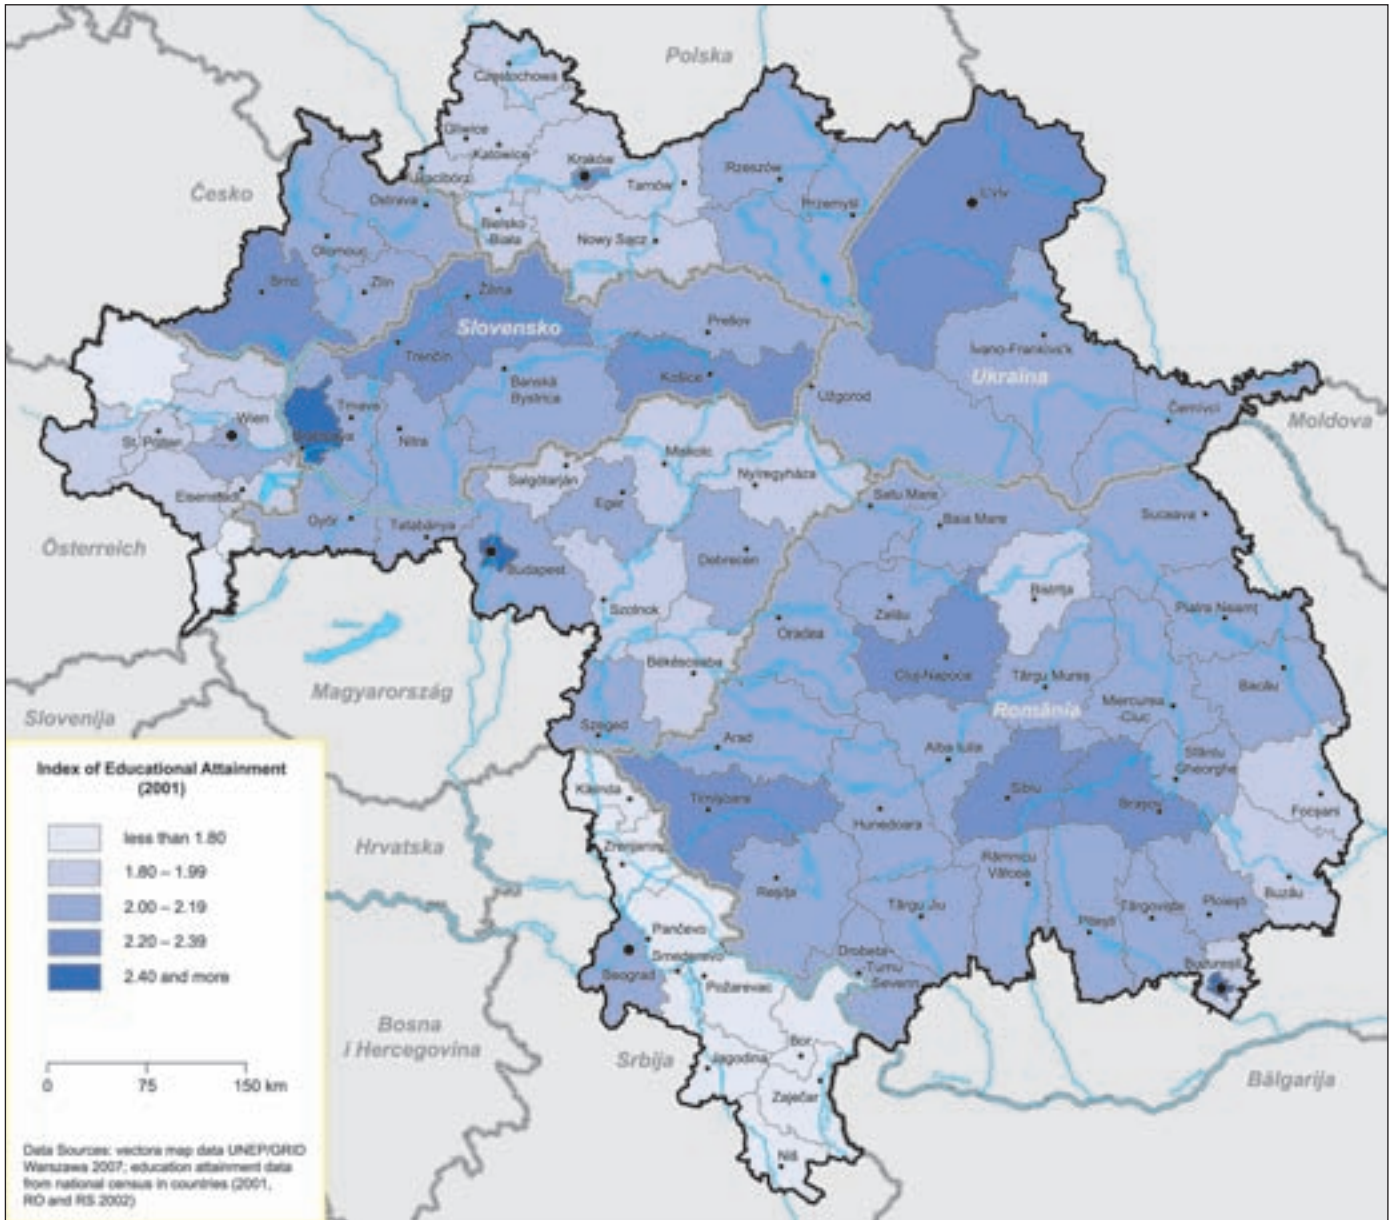 Polska
Częstochowa
Gliwice
Katowice
Kraków
Racibórz
Tarnów
Rzeszów
Przemyśl
Česko
Ostrava
Bielsko
Biała
Nowy Sącz
L'viv
Olomouc
Brno
Zlín
Žilina
Slovensko
Prešov
Trenčín
Ivano-Frankivs'k
Banská
Bystrica
Košice
Užgorod
Ukraina
Černivci
Moldova
Wien
Trnava
St. Pölten
Bratislava
Nitra
Miskolc
Salgótarján
Nyíregyháza
Eisenstadt
Eger
Satu Mare
Baia Mare
Suceava
Győr
Tatabánya
Österreich
Budapest
Debrecen
Bistrița
Szolnok
Zalău
Piatra Neamț
Oradea
Békéscsaba
Cluj-Napoca
Târgu Mureș
Bacău
Magyarország
Miercurea
-Ciuc
România
Slovenija
Szeged
Arad
Alba Iulia
Sfântu
Gheorghe
Index of Educational Attainment
(2001)
Kikinda
Timișoara
Sibiu
Brașov
Focșani
less than 1.80
Hunedoara
Hrvatska
Zrenjanin
1.80 – 1.99
Râmnicu
Vâlcea
Reșița
Buzău
2.00 – 2.19
Târgu Jiu
Târgoviște
Ploiești
Pitești
2.20 – 2.39
Pančevo
Drobeta-
Turnu
Severin
Smederevo
București
2.40 and more
Beograd
Požarevac
Bosna
i Hercegovina
Srbija
Bor
Jagodina
Bălgarija
0 75 150 km
Zaječar
Niš
Data Sources: vectora map data UNEP/GRID
Warszawa 2007; education attainment data
from national census in countries (2001,
RO and RS 2002)